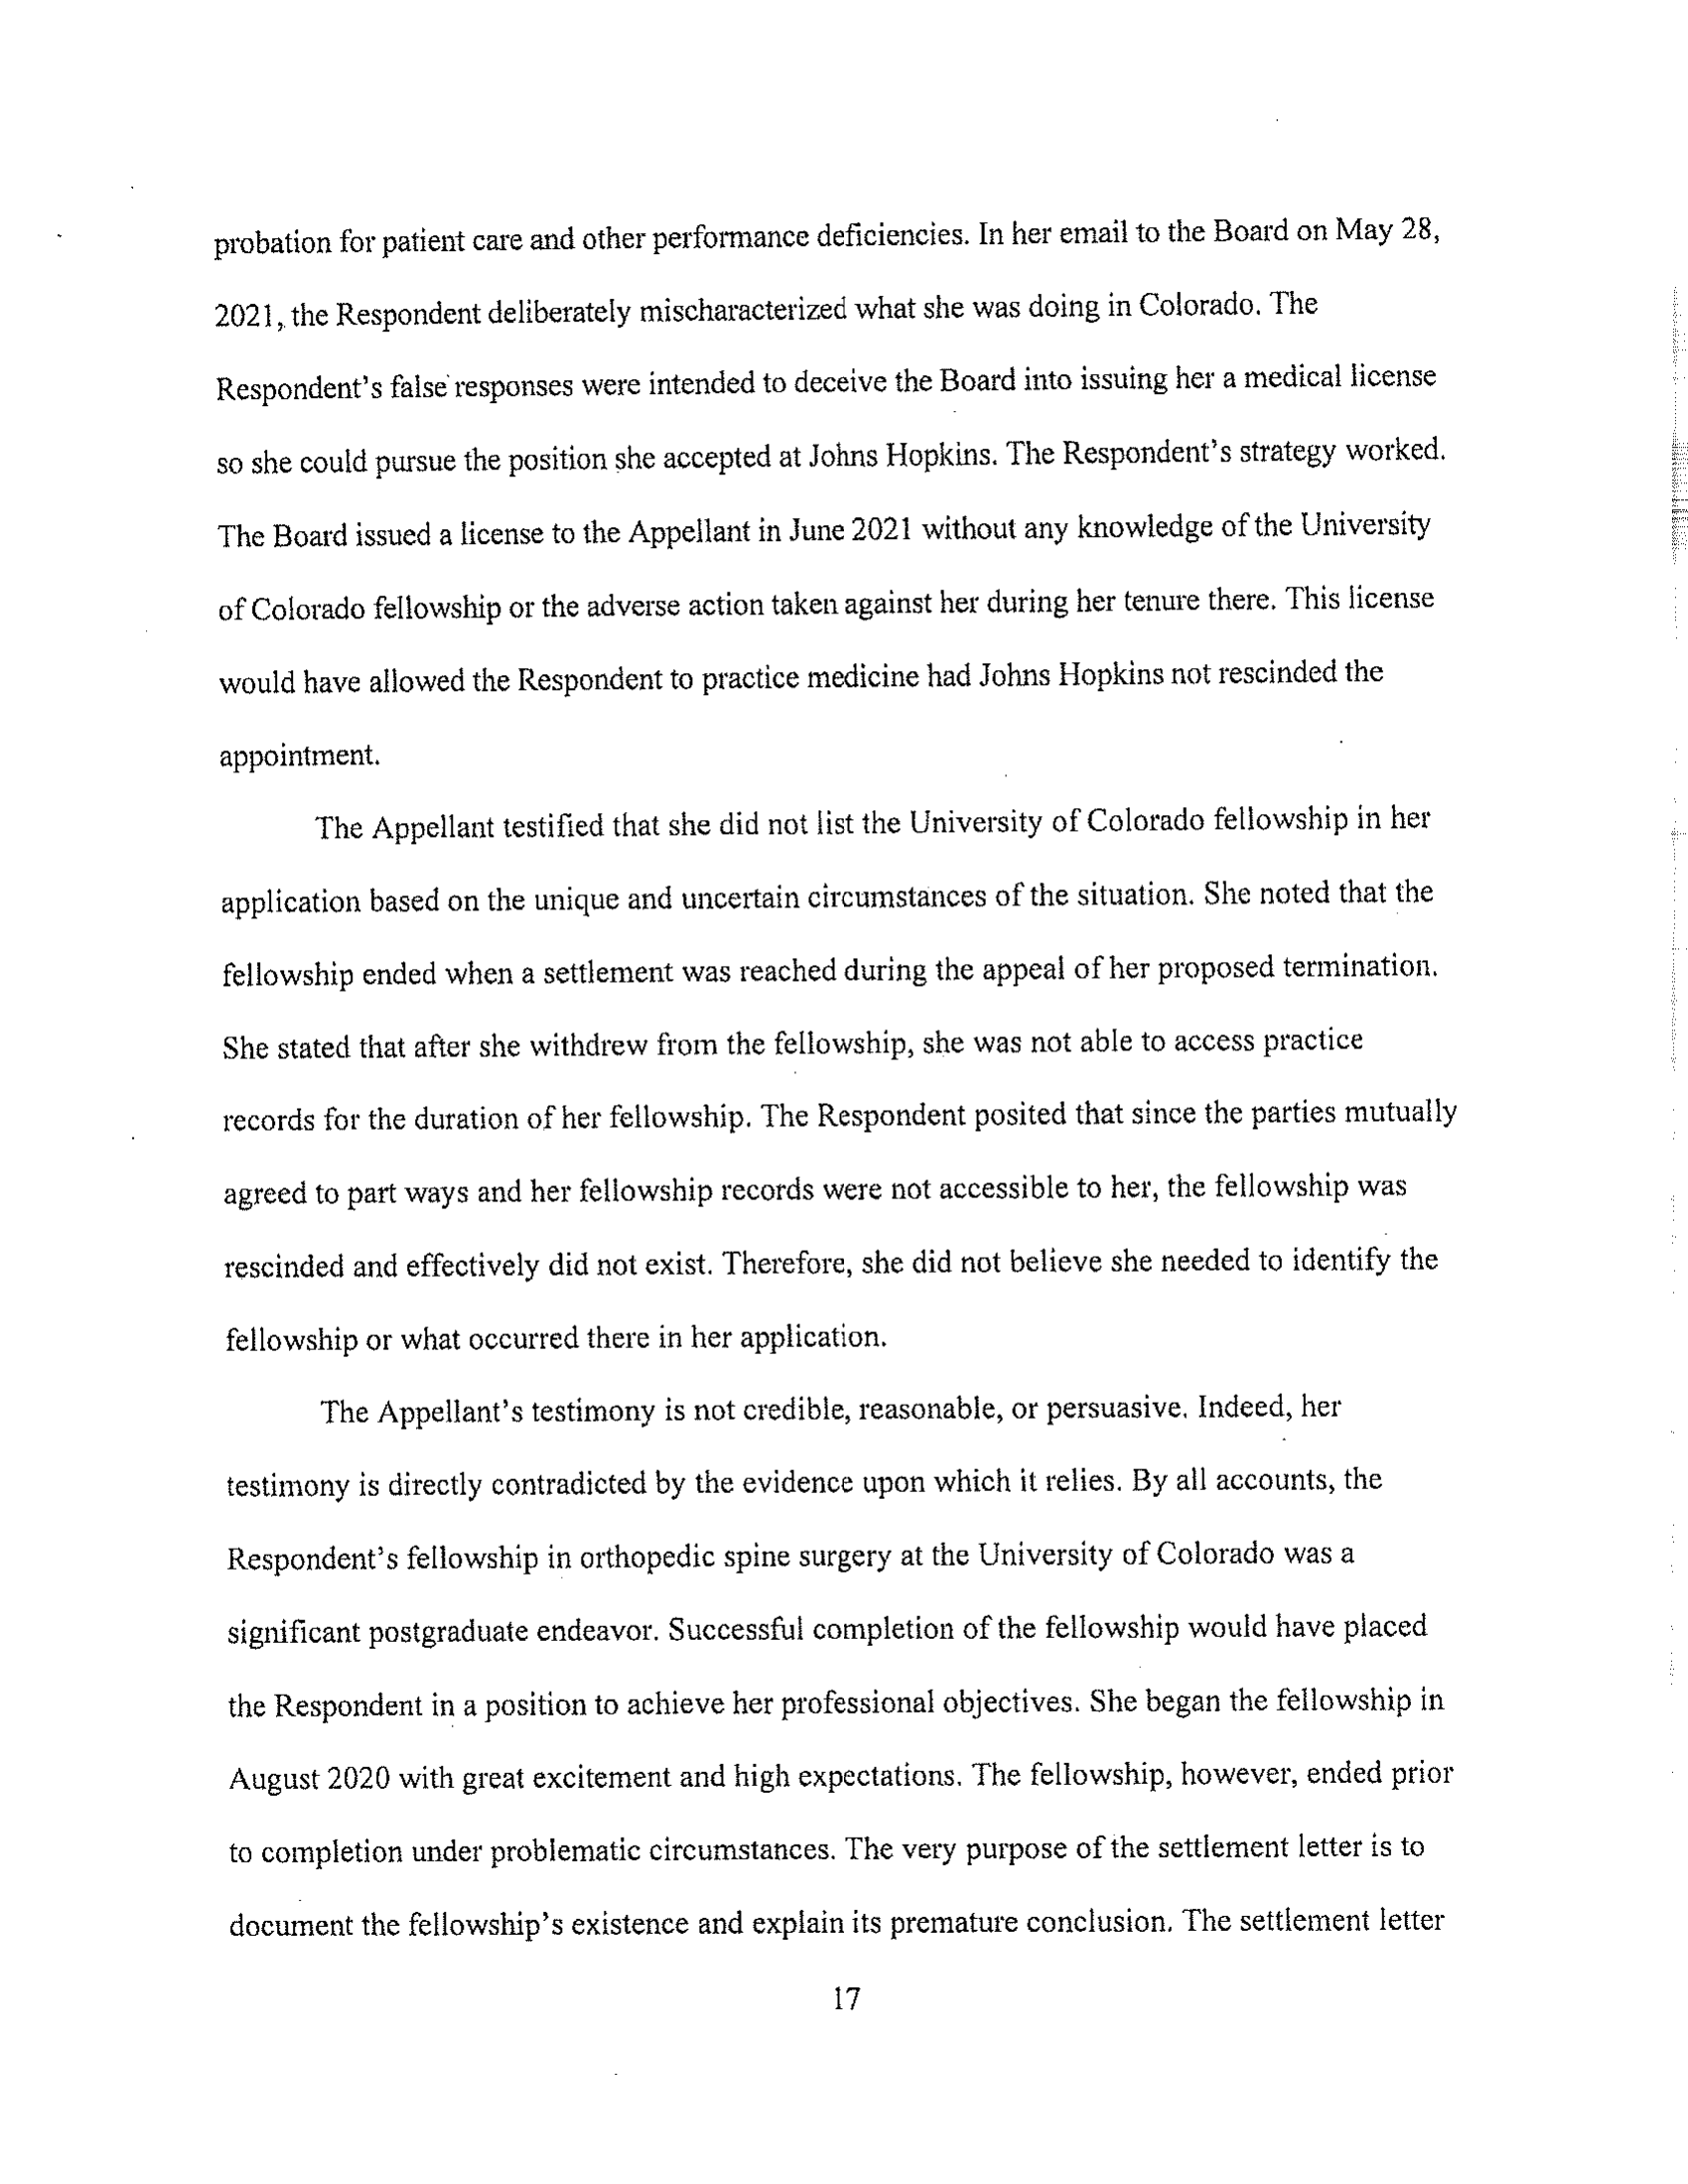 probation for patient care and other performance deficiencies. In her email to the Board on May 28,
2021, the Respondent deliberately mischaracterized what she was doing in Colorado. The
Respondent's false responses were intended to deceive the Board into issuing her a medical license
so she could pursue the position she accepted at Johns Hopkins. The Respondent's strategy worked.
The Board issued a license to the Appellant in June 2021 without any knowledge of the University
of Colorado fellowship or the adverse action taken against her during her tenure there. This license
would have allowed the Respondent to practice medicine had Johns Hopkins not rescinded the
appointment.
The Appellant testified that she did not list the University of Colorado fellowship in her
application based on the unique and uncertain circumstances of the situation. She noted that the
fellowship ended when a settlement was reached during the appeal of her proposed termination.
She stated that after she withdrew from the fellowship, she was not able to access practice
records for the duration of her fellowship. The Respondent posited that since the parties mutually
agreed to part ways and her fellowship records were not accessible to her, the fellowship was
rescinded and effectively did not exist. Therefore, she did not believe she needed to identify the
fellowship or what occurred there in her application.
The Appellant's testimony is not credible, reasonable, or persuasive. Indeed, her
testimony is directly contradicted by the evidence upon which it relies. By all accounts, the
Respondent's fellowship in orthopedic spine surgery at the University of Colorado was a
significant postgraduate endeavor. Successful completion of the fellowship would have placed
the Respondent in a position to achieve her professional objectives. She began the fellowship in
August 2020 with great excitement and high expectations. The fellowship, however, ended prior
to completion under problematic circumstances. The very purpose of the settlement letter is to
document the fellowship's existence and explain its premature conclusion. The settlement letter
17